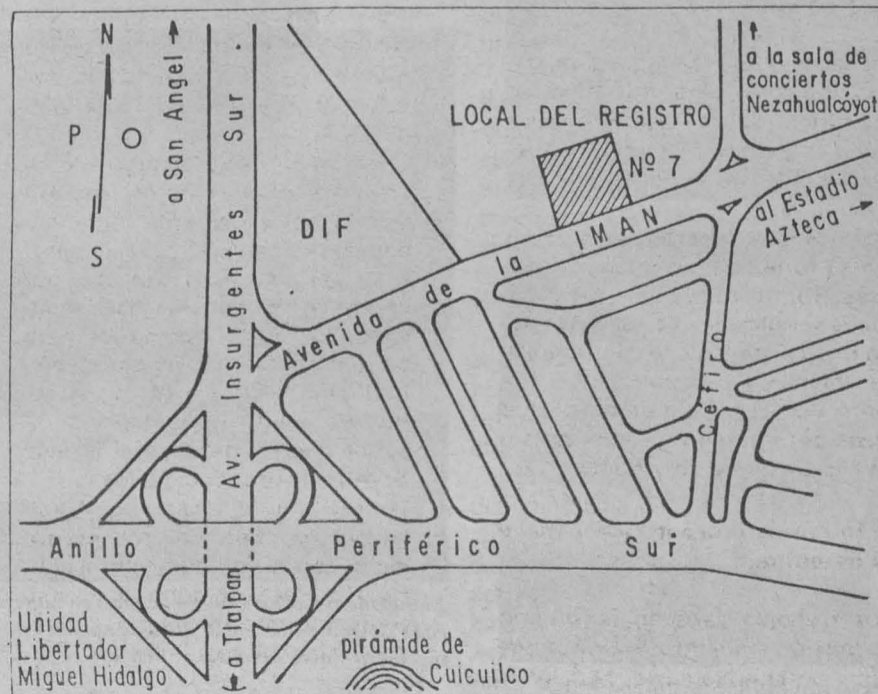 N
P O
S
a San Angel
Av. Insurgentes Sur
a la sala de
conciertos
Nezahualcóyotl
LOCAL DEL REGISTRO
Nº 7
DIF
al Estadio
Azteca
Avenida de la IMAN
Céfiro
Anillo Periférico Sur
a Tlalpan
Unidad
Libertador
Miguel Hidalgo
pirámide de
Cuicuilco